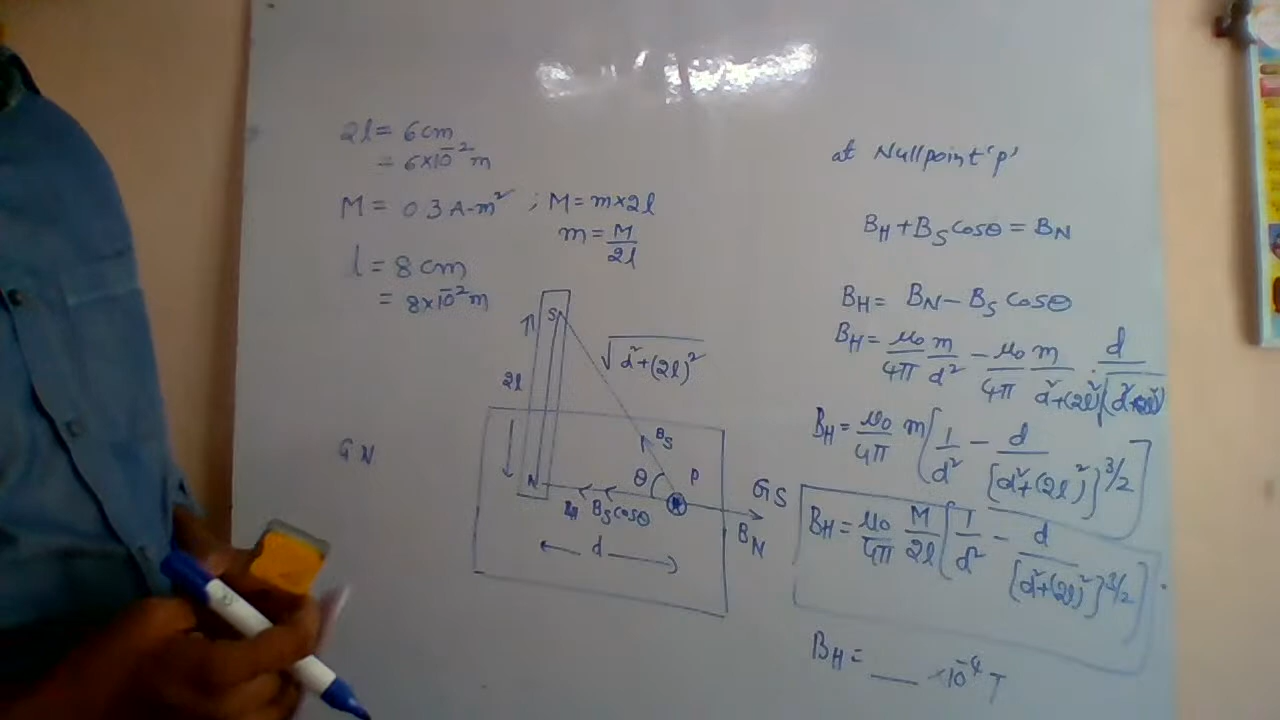 2l = 6cm
= 6×10⁻² m
M = 0.3 A-m² ; M = m×2l
m = M/2l
l = 8cm
= 8×10⁻² m
S
2l
√d²+(2l)²
GN
N
B_H B_S cosθ
θ
B_S
P
GS
B_N
d
at Nullpoint 'p'
B_H + B_S cosθ = B_N
B_H = B_N − B_S cosθ
B_H = μ₀/4π m/d² − μ₀/4π m/d²+(2l)² · d/√(d²+(2l)²)
B_H = μ₀/4π m [1/d² − d/[d²+(2l)²]^3/2]
B_H = μ₀/4π M/2l [1/d² − d/[d²+(2l)²]^3/2].
B_H = __ ×10⁻⁴ T